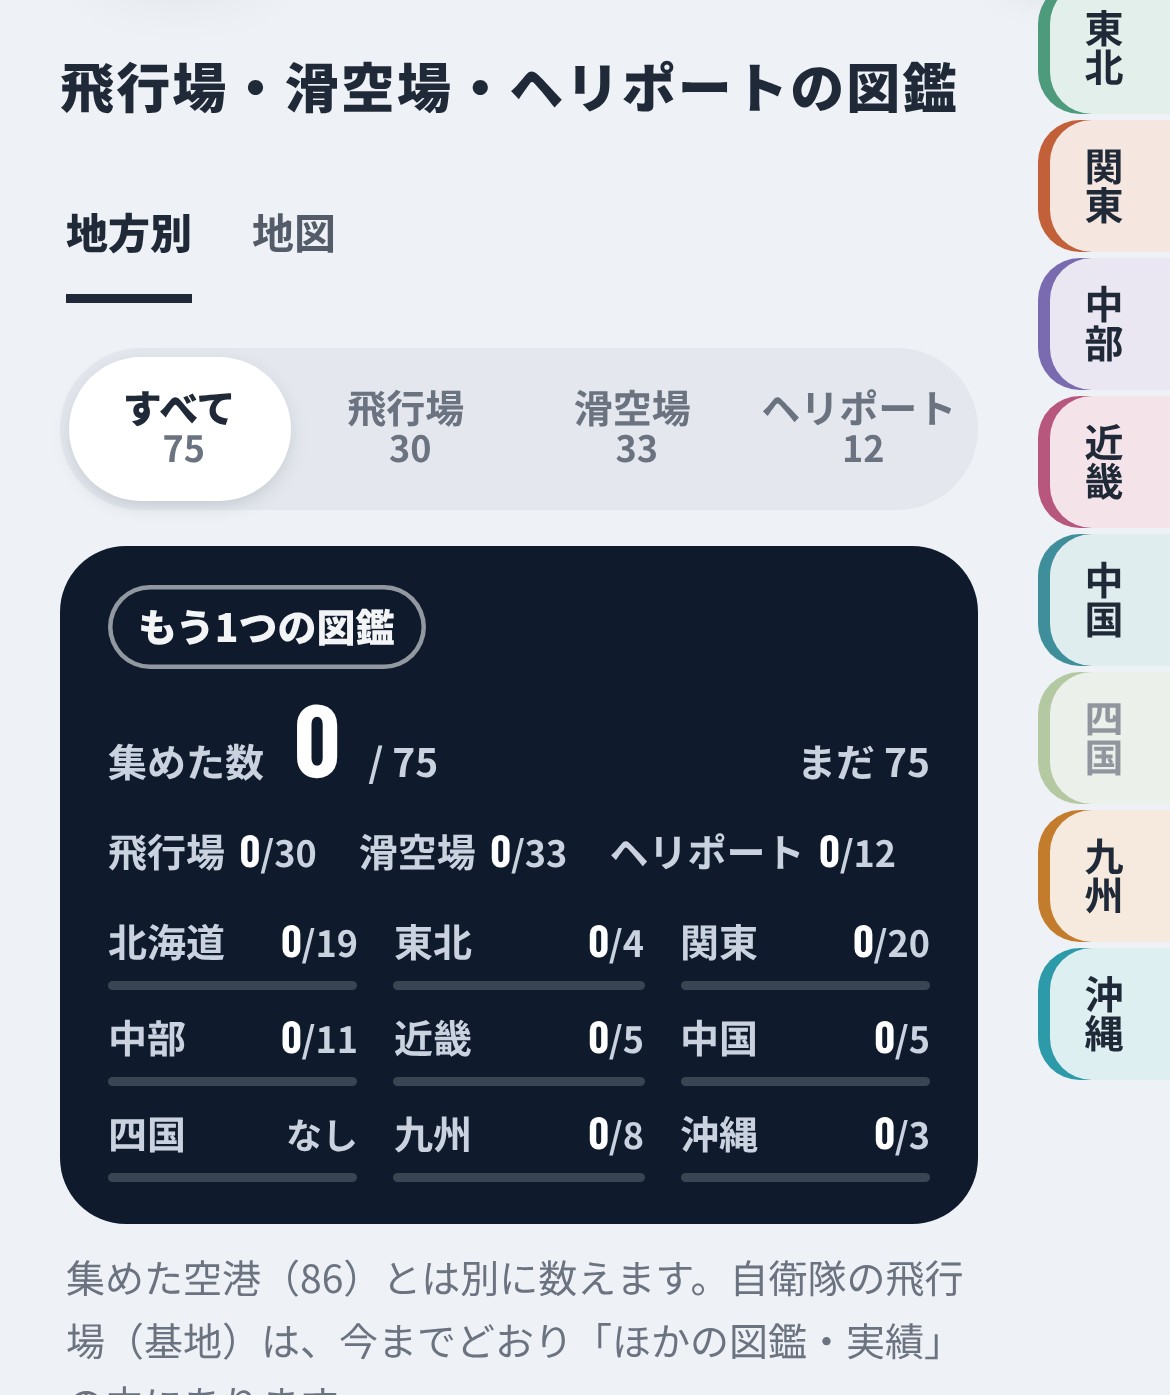 飛行場・滑空場・ヘリポートの図鑑
地方別 地図
すべて 飛行場 滑空場 ヘリポート
75 30 33 12
もう1つの図鑑
集めた数 0 / 75 まだ 75
飛行場 0/30 滑空場 0/33 ヘリポート 0/12
北海道 0/19 東北 0/4 関東 0/20
中部 0/11 近畿 0/5 中国 0/5
四国 なし 九州 0/8 沖縄 0/3
集めた空港（86）とは別に数えます。自衛隊の飛行
場（基地）は、今までどおり「ほかの図鑑・実績」
東北
関東
中部
近畿
中国
四国
九州
沖縄